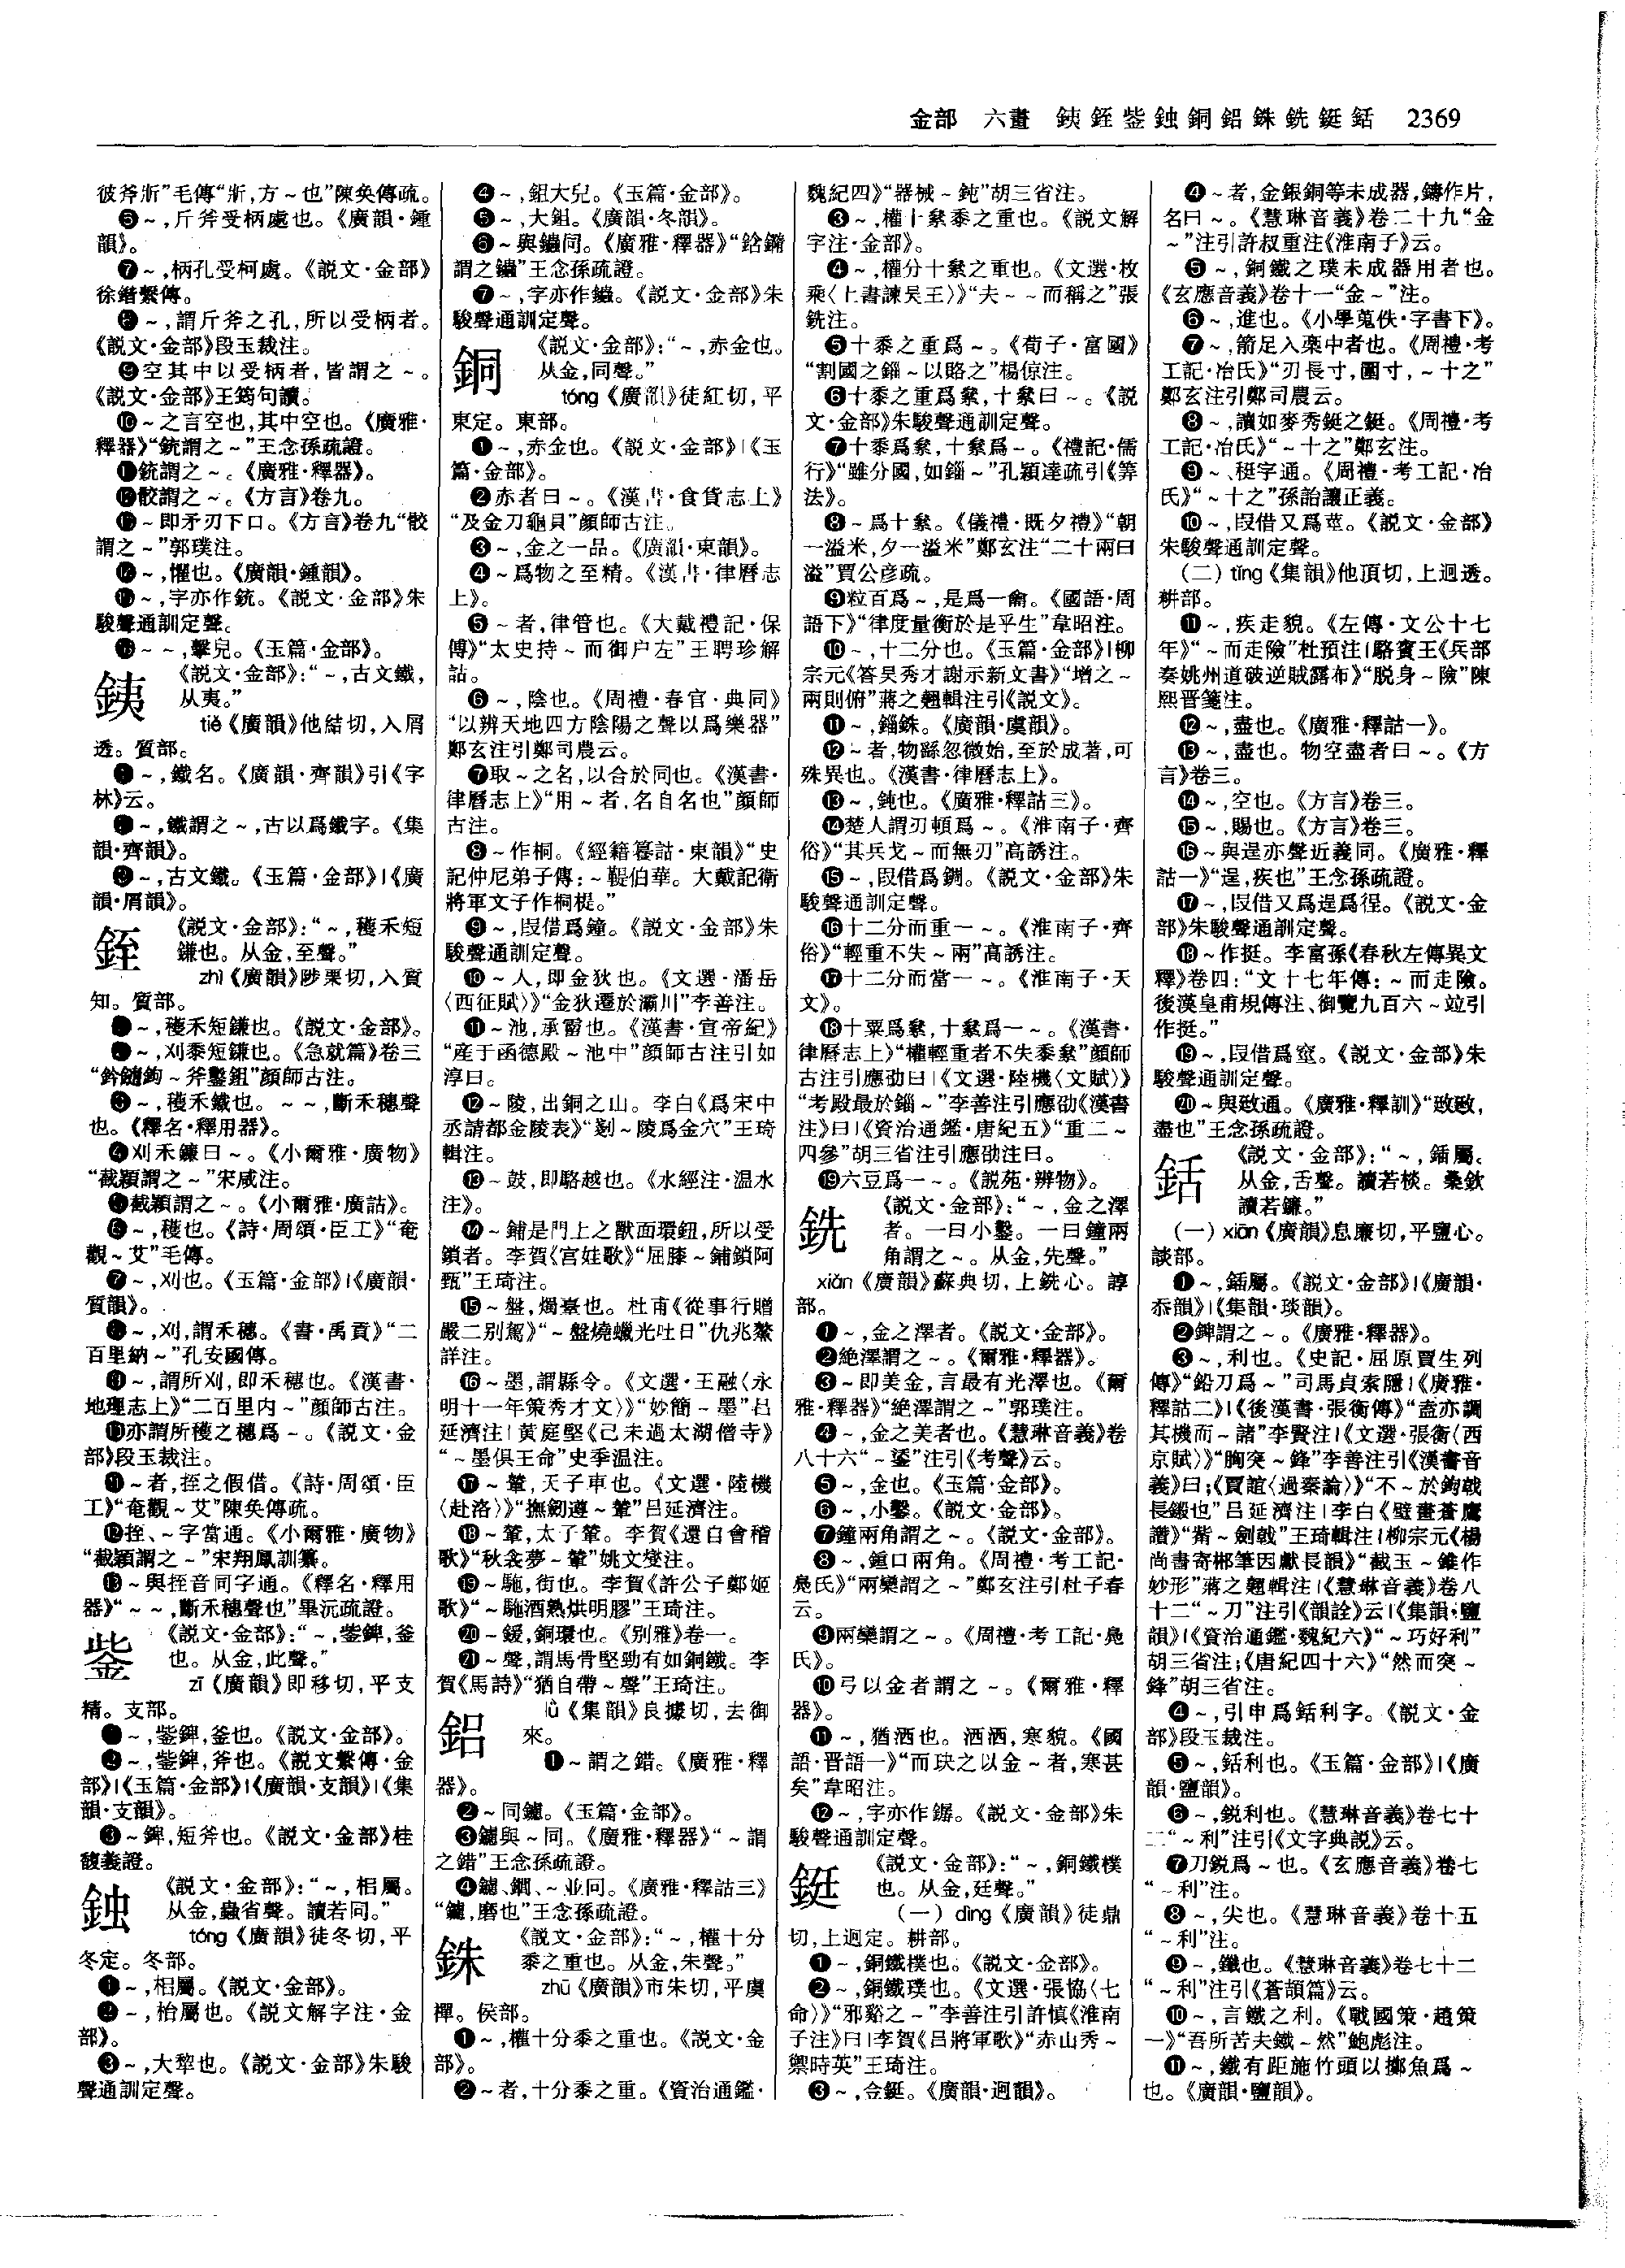 金部　六畫　銕銍鈭鉵銅鋁銖銑鋌銛　2369
彼斧斨”毛傳“斨,方～也”陳奂傳疏。
❻～,斤斧受柄處也。《廣韻·鍾
韻》。
❼～,柄孔受柯處。《説文·金部》
徐鍇繫傳。
❽～,謂斤斧之孔,所以受柄者。
《説文·金部》段玉裁注。
❾空其中以受柄者,皆謂之～。
《説文·金部》王筠句讀。
❿～之言空也,其中空也。《廣雅·
釋器》“銃謂之～”王念孫疏證。
⓫銃謂之～。《廣雅·釋器》。
⓬骹謂之～。《方言》卷九。
⓭～即矛刃下口。《方言》卷九“骹
謂之～”郭璞注。
⓮～,懼也。《廣韻·鍾韻》。
⓯～,字亦作銃。《説文·金部》朱
駿聲通訓定聲。
⓰～～,擊皃。《玉篇·金部》。
銕
《説文·金部》:“～,古文鐵,
从夷。”
tiě《廣韻》他結切,入屑
透。質部。
❶～,鐵名。《廣韻·齊韻》引《字
林》云。
❷～,鐵謂之～,古以爲鐵字。《集
韻·齊韻》。
❸～,古文鐵。《玉篇·金部》|《廣
韻·屑韻》。
銍
《説文·金部》:“～,穫禾短
鎌也。从金,至聲。”
zhì《廣韻》陟栗切,入質
知。質部。
❶～,穫禾短鎌也。《説文·金部》。
❷～,刈黍短鎌也。《急就篇》卷三
“鈐𨰠鉤～斧鑿鉏”顔師古注。
❸～,穫禾鐵也。～～,斷禾穗聲
也。《釋名·釋用器》。
❹刈禾鎌曰～。《小爾雅·廣物》
“截穎謂之～”宋咸注。
❺截穎謂之～。《小爾雅·廣詁》。
❻～,穫也。《詩·周頌·臣工》“奄
觀～艾”毛傳。
❼～,刈也。《玉篇·金部》|《廣韻·
質韻》。
❽～,刈,謂禾穗。《書·禹貢》“二
百里納～”孔安國傳。
❾～,謂所刈,即禾穗也。《漢書·
地理志上》“二百里内～”顔師古注。
❿亦謂所穫之穗爲～。《説文·金
部》段玉裁注。
⓫～者,挃之假借。《詩·周頌·臣
工》“奄觀～艾”陳奂傳疏。
⓬挃、～字當通。《小爾雅·廣物》
“截穎謂之～”宋翔鳳訓纂。
⓭～與挃音同字通。《釋名·釋用
器》“～～,斷禾穗聲也”畢沅疏證。
鈭
《説文·金部》:“～,鈭錍,釜
也。从金,此聲。”
zī《廣韻》即移切,平支
精。支部。
❶～,鈭錍,釜也。《説文·金部》。
❷～,鈭錍,斧也。《説文繫傳·金
部》|《玉篇·金部》|《廣韻·支韻》|《集
韻·支韻》。
❸～錍,短斧也。《説文·金部》桂
馥義證。
鉵
《説文·金部》:“～,相屬。
从金,蟲省聲。讀若同。”
tóng《廣韻》徒冬切,平
冬定。冬部。
❶～,相屬。《説文·金部》。
❷～,枱屬也。《説文解字注·金
部》。
❸～,大犂也。《説文·金部》朱駿
聲通訓定聲。
❹～,鉏大皃。《玉篇·金部》。
❺～,大鉏。《廣韻·冬韻》。
❻～與鑪同。《廣雅·釋器》“鋡鏅
謂之鑪”王念孫疏證。
❼～,字亦作鑪。《説文·金部》朱
駿聲通訓定聲。
銅
《説文·金部》:“～,赤金也。
从金,同聲。”
tóng《廣韻》徒紅切,平
東定。東部。
❶～,赤金也。《説文·金部》|《玉
篇·金部》。
❷赤者曰～。《漢書·食貨志上》
“及金刀龜貝”顔師古注。
❸～,金之一品。《廣韻·東韻》。
❹～爲物之至精。《漢書·律曆志
上》。
❺～者,律管也。《大戴禮記·保
傅》“太史持～而御户左”王聘珍解
詁。
❻～,陰也。《周禮·春官·典同》
“以辨天地四方陰陽之聲以爲樂器”
鄭玄注引鄭司農云。
❼取～之名,以合於同也。《漢書·
律曆志上》“用～者,名自名也”顔師
古注。
❽～作桐。《經籍籑詁·東韻》“史
記仲尼弟子傳:～鞮伯華。大戴記衛
將軍文子作桐椹。”
❾～,叚借爲鐘。《説文·金部》朱
駿聲通訓定聲。
❿～人,即金狄也。《文選·潘岳
〈西征賦〉》“金狄遷於灞川”李善注。
⓫～池,承霤也。《漢書·宣帝紀》
“産于函德殿～池中”顔師古注引如
淳曰。
⓬～陵,出銅之山。李白《爲宋中
丞請都金陵表》“剗～陵爲金穴”王琦
輯注。
⓭～鼓,即駱越也。《水經注·温水
注》。
⓮～鋪是門上之獸面環鈕,所以受
鎖者。李賀《宫娃歌》“屈膝～鋪鎖阿
甄”王琦注。
⓯～盤,燭臺也。杜甫《從事行贈
嚴二别駕》“～盤燒蠟光吐日”仇兆鰲
詳注。
⓰～墨,謂縣令。《文選·王融〈永
明十一年策秀才文〉》“妙簡～墨”吕
延濟注|黄庭堅《己未過太湖僧寺》
“～墨俱王命”史季温注。
⓱～輦,天子車也。《文選·陸機
〈赴洛〉》“撫劒遵～輦”吕延濟注。
⓲～輦,太子輦。李賀《還自會稽
歌》“秋衾夢～輦”姚文燮注。
⓳～馳,街也。李賀《許公子鄭姬
歌》“～馳酒熟烘明膠”王琦注。
⓴～鍰,銅環也。《别雅》卷一。
㉑～聲,謂馬骨堅勁有如銅鐵。李
賀《馬詩》“猶自帶～聲”王琦注。
鋁
lǜ《集韻》良據切,去御
來。
❶～謂之錯。《廣雅·釋
器》。
❷～同鑢。《玉篇·金部》。
❸鑢與～同。《廣雅·釋器》“～謂
之錯”王念孫疏證。
❹鑢、鐗、～並同。《廣雅·釋詁三》
“鑢,磨也”王念孫疏證。
銖
《説文·金部》:“～,權十分
黍之重也。从金,朱聲。”
zhū《廣韻》市朱切,平虞
禪。侯部。
❶～,權十分黍之重也。《説文·金
部》。
❷～者,十分黍之重。《資治通鑑·
魏紀四》“器械～鈍”胡三省注。
❸～,權十絫黍之重也。《説文解
字注·金部》。
❹～,權分十絫之重也。《文選·枚
乘〈上書諫吴王〉》“夫～～而稱之”張
銑注。
❺十黍之重爲～。《荀子·富國》
“割國之錙～以賂之”楊倞注。
❻十黍之重爲絫,十絫曰～。《説
文·金部》朱駿聲通訓定聲。
❼十黍爲絫,十絫爲～。《禮記·儒
行》“雖分國,如錙～”孔穎達疏引《筭
法》。
❽～爲十絫。《儀禮·既夕禮》“朝
一溢米,夕一溢米”鄭玄注“二十兩曰
溢”賈公彦疏。
❾粒百爲～,是爲一龠。《國語·周
語下》“律度量衡於是乎生”韋昭注。
❿～,十二分也。《玉篇·金部》|柳
宗元《答吴秀才謝示新文書》“增之～
兩則俯”蔣之翹輯注引《説文》。
⓫～,錙銖。《廣韻·虞韻》。
⓬～者,物繇忽微始,至於成著,可
殊異也。《漢書·律曆志上》。
⓭～,鈍也。《廣雅·釋詁三》。
⓮楚人謂刃頓爲～。《淮南子·齊
俗》“其兵戈～而無刃”高誘注。
⓯～,叚借爲錭。《説文·金部》朱
駿聲通訓定聲。
⓰十二分而重一～。《淮南子·齊
俗》“輕重不失～兩”高誘注。
⓱十二分而當一～。《淮南子·天
文》。
⓲十粟爲絫,十絫爲一～。《漢書·
律曆志上》“權輕重者不失黍絫”顔師
古注引應劭曰|《文選·陸機〈文賦〉》
“考殿最於錙～”李善注引應劭《漢書
注》曰|《資治通鑑·唐紀五》“重二～
四參”胡三省注引應劭注曰。
⓳六豆爲一～。《説苑·辨物》。
銑
《説文·金部》:“～,金之澤
者。一曰小鑿。一曰鐘兩
角謂之～。从金,先聲。”
xiǎn《廣韻》蘇典切,上銑心。諄
部。
❶～,金之澤者。《説文·金部》。
❷絶澤謂之～。《爾雅·釋器》。
❸～即美金,言最有光澤也。《爾
雅·釋器》“絶澤謂之～”郭璞注。
❹～,金之美者也。《慧琳音義》卷
八十六“～鋈”注引《考聲》云。
❺～,金也。《玉篇·金部》。
❻～,小鑿。《説文·金部》。
❼鐘兩角謂之～。《説文·金部》。
❽～,鍾口兩角。《周禮·考工記·
鳧氏》“兩欒謂之～”鄭玄注引杜子春
云。
❾兩欒謂之～。《周禮·考工記·鳧
氏》。
❿弓以金者謂之～。《爾雅·釋
器》。
⓫～,猶洒也。洒洒,寒貌。《國
語·晋語一》“而玦之以金～者,寒甚
矣”韋昭注。
⓬～,字亦作鐋。《説文·金部》朱
駿聲通訓定聲。
鋌
《説文·金部》:“～,銅鐵樸
也。从金,廷聲。”
(一) dìng《廣韻》徒鼎
切,上迥定。耕部。
❶～,銅鐵樸也。《説文·金部》。
❷～,銅鐵璞也。《文選·張協〈七
命〉》“邪谿之～”李善注引許慎《淮南
子注》曰|李賀《吕將軍歌》“赤山秀～
禦時英”王琦注。
❸～,金鋌。《廣韻·迥韻》。
❹～者,金銀銅等未成器,鑄作片,
名曰～。《慧琳音義》卷二十九“金
～”注引許叔重注《淮南子》云。
❺～,銅鐵之璞未成器用者也。
《玄應音義》卷十一“金～”注。
❻～,進也。《小學蒐佚·字書下》。
❼～,箭足入稾中者也。《周禮·考
工記·冶氏》“刃長寸,圍寸,～十之”
鄭玄注引鄭司農云。
❽～,讀如麥秀鋌之鋌。《周禮·考
工記·冶氏》“～十之”鄭玄注。
❾～、梃字通。《周禮·考工記·冶
氏》“～十之”孫詒讓正義。
❿～,叚借又爲莛。《説文·金部》
朱駿聲通訓定聲。
(二) tǐng《集韻》他頂切,上迥透。
耕部。
⓫～,疾走貌。《左傳·文公十七
年》“～而走險”杜預注|駱賓王《兵部
奏姚州道破逆賊露布》“脱身～險”陳
熙晋箋注。
⓬～,盡也。《廣雅·釋詁一》。
⓭～,盡也。物空盡者曰～。《方
言》卷三。
⓮～,空也。《方言》卷三。
⓯～,賜也。《方言》卷三。
⓰～與逞亦聲近義同。《廣雅·釋
詁一》“逞,疾也”王念孫疏證。
⓱～,叚借又爲逞爲徎。《説文·金
部》朱駿聲通訓定聲。
⓲～作挺。李富孫《春秋左傳異文
釋》卷四:“文十七年傳:～而走險。
後漢皇甫規傳注、御覽九百六～竝引
作挺。”
⓳～,叚借爲窒。《説文·金部》朱
駿聲通訓定聲。
⓴～與㪅通。《廣雅·釋訓》“㪅㪅,
盡也”王念孫疏證。
銛
《説文·金部》:“～,鍤屬。
从金,舌聲。讀若棪。桑欽
讀若鐮。”
(一) xiān《廣韻》息廉切,平鹽心。
談部。
❶～,鍤屬。《説文·金部》|《廣韻·
忝韻》|《集韻·琰韻》。
❷錍謂之～。《廣雅·釋器》。
❸～,利也。《史記·屈原賈生列
傳》“鉛刀爲～”司馬貞索隱|《廣雅·
釋詁二》|《後漢書·張衡傳》“盍亦調
其機而～諸”李賢注|《文選·張衡〈西
京賦〉》“胸突～鋒”李善注引《漢書音
義》曰;《賈誼〈過秦論〉》“不～於鉤戟
長鎩也”吕延濟注|李白《壁畫蒼鷹
讚》“觜～劍戟”王琦輯注|柳宗元《楊
尚書寄郴筆因獻長韻》“截玉～錐作
妙形”蔣之翹輯注|《慧琳音義》卷八
十二“～刀”注引《韻詮》云|《集韻·鹽
韻》|《資治通鑑·魏紀六》“～巧好利”
胡三省注;《唐紀四十六》“然而突～
鋒”胡三省注。
❹～,引申爲銛利字。《説文·金
部》段玉裁注。
❺～,銛利也。《玉篇·金部》|《廣
韻·鹽韻》。
❻～,鋭利也。《慧琳音義》卷七十
二“～利”注引《文字典説》云。
❼刀鋭爲～也。《玄應音義》卷七
“～利”注。
❽～,尖也。《慧琳音義》卷十五
“～利”注。
❾～,鐵也。《慧琳音義》卷七十二
“～利”注引《蒼頡篇》云。
❿～,言鐵之利。《戰國策·趙策
一》“吾所苦夫鐵～然”鮑彪注。
⓫～,鐵有距施竹頭以擲魚爲～
也。《廣韻·鹽韻》。